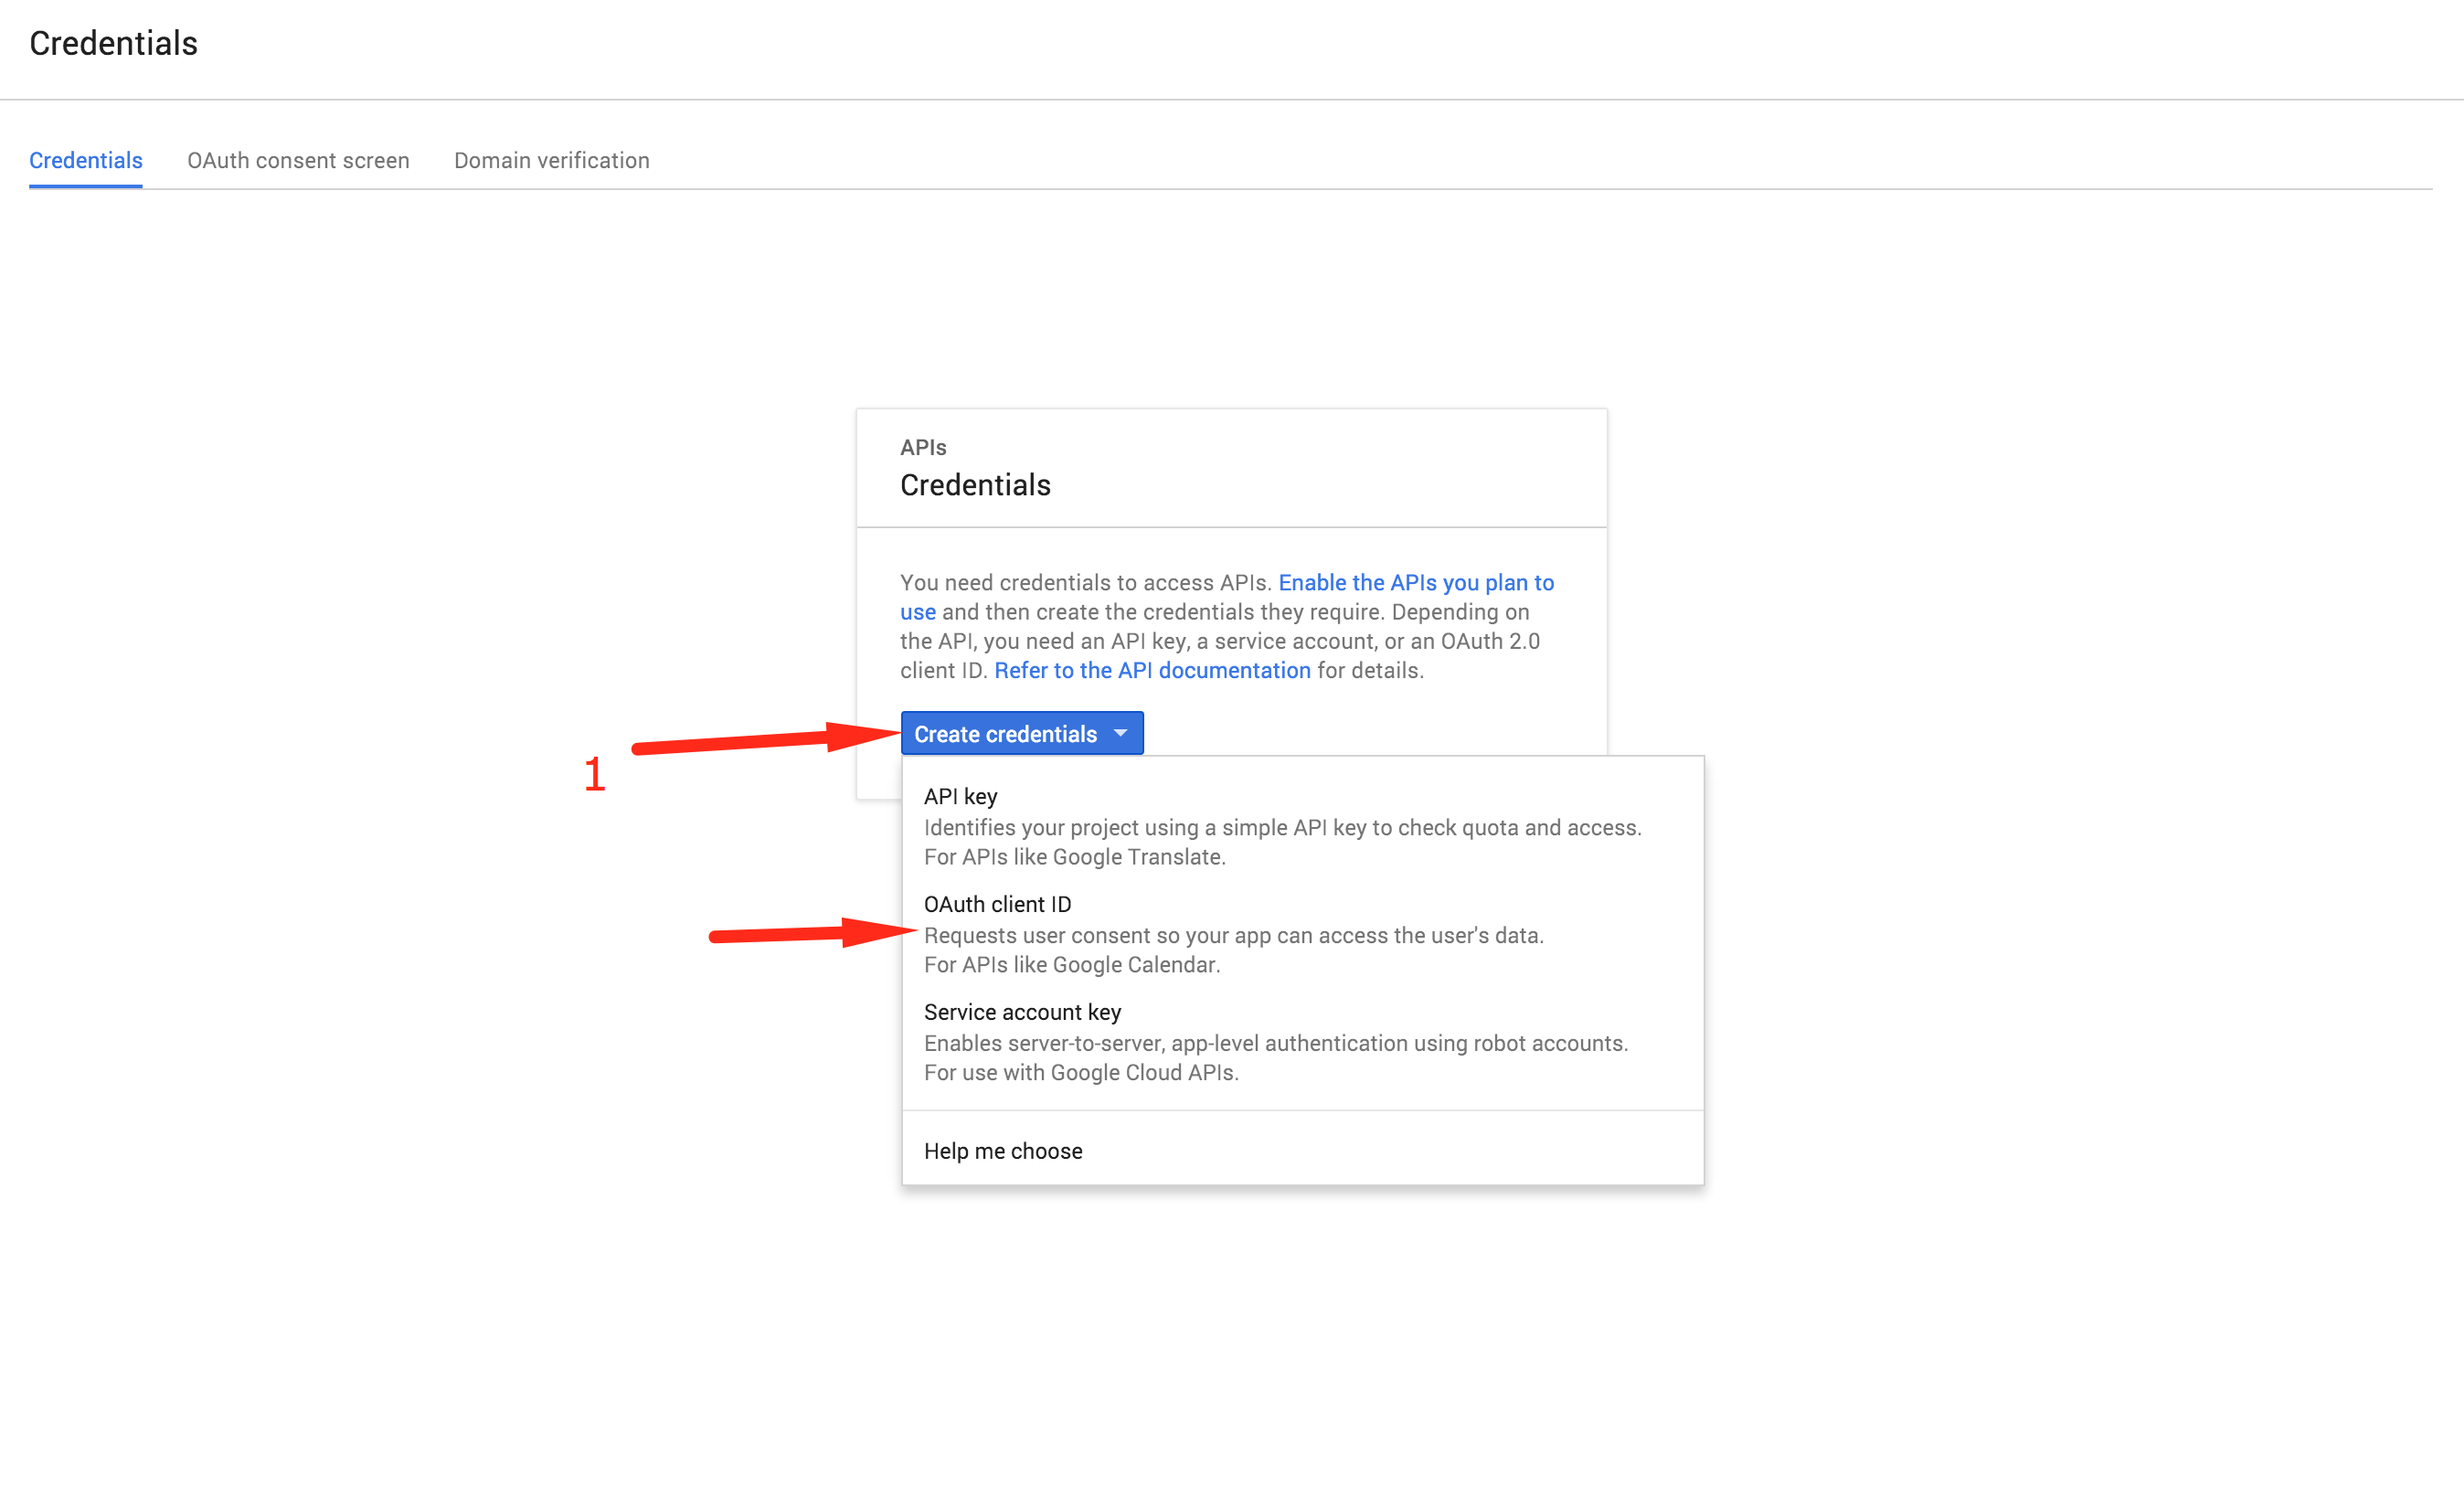 Credentials
Credentials
OAuth consent screen
Domain verification
APIs
Credentials
You need credentials to access APIs. Enable the APIs you plan to
use and then create the credentials they require. Depending on
the API, you need an API key, a service account, or an OAuth 2.0
client ID. Refer to the API documentation for details.
Create credentials
1
API key
Identifies your project using a simple API key to check quota and access.
For APIs like Google Translate.
OAuth client ID
Requests user consent so your app can access the user's data.
For APIs like Google Calendar.
Service account key
Enables server-to-server, app-level authentication using robot accounts.
For use with Google Cloud APIs.
Help me choose